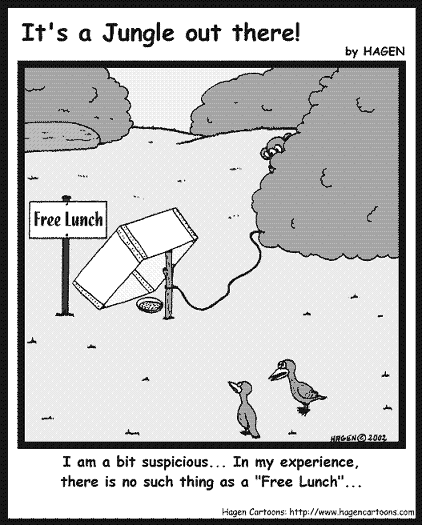 It's a Jungle out there!
by HAGEN
Free Lunch
HAGEN © 2002
I am a bit suspicious... In my experience,
there is no such thing as a "Free Lunch"...
Hagen Cartoons: http://www.hagencartoons.com